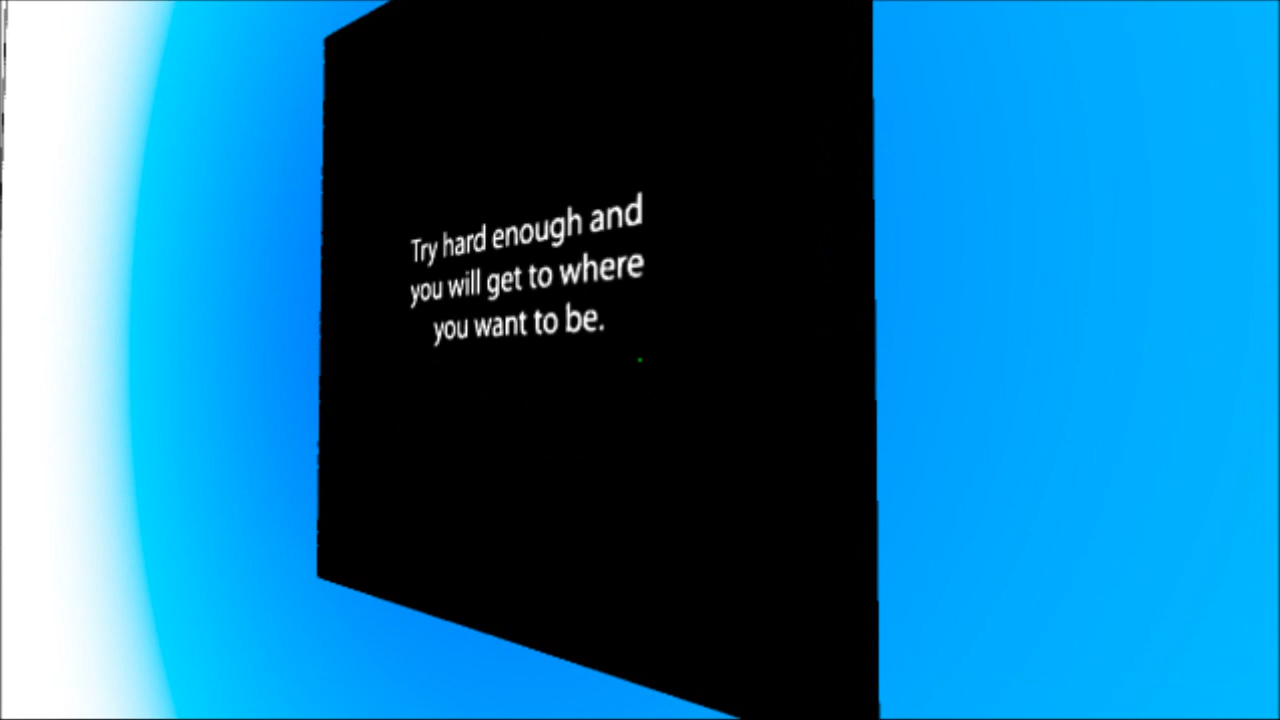 Try hard enough and
you will get to where
you want to be.